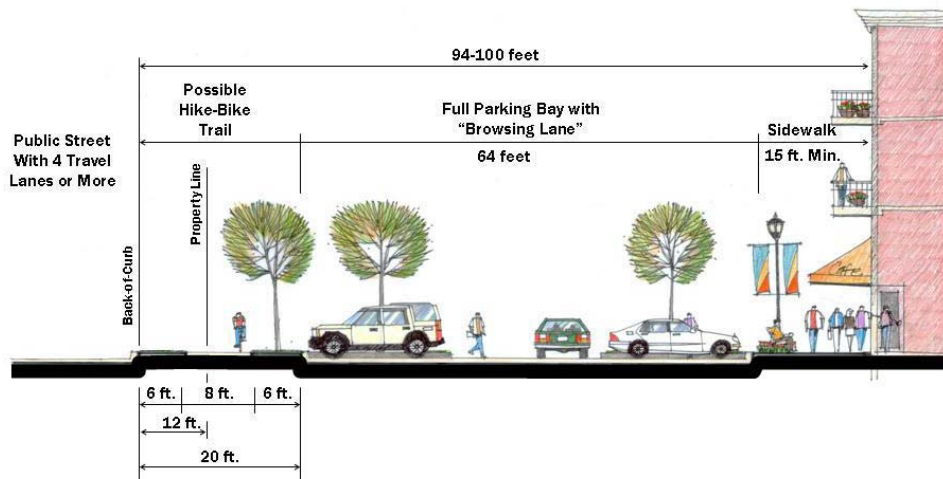 94-100 feet
Possible
Hike-Bike
Trail
Full Parking Bay with
“Browsing Lane”
64 feet
Sidewalk
15 ft. Min.
Public Street
With 4 Travel
Lanes or More
Back-of-Curb
Property Line
Cafe
6 ft.
8 ft.
6 ft.
12 ft.
20 ft.